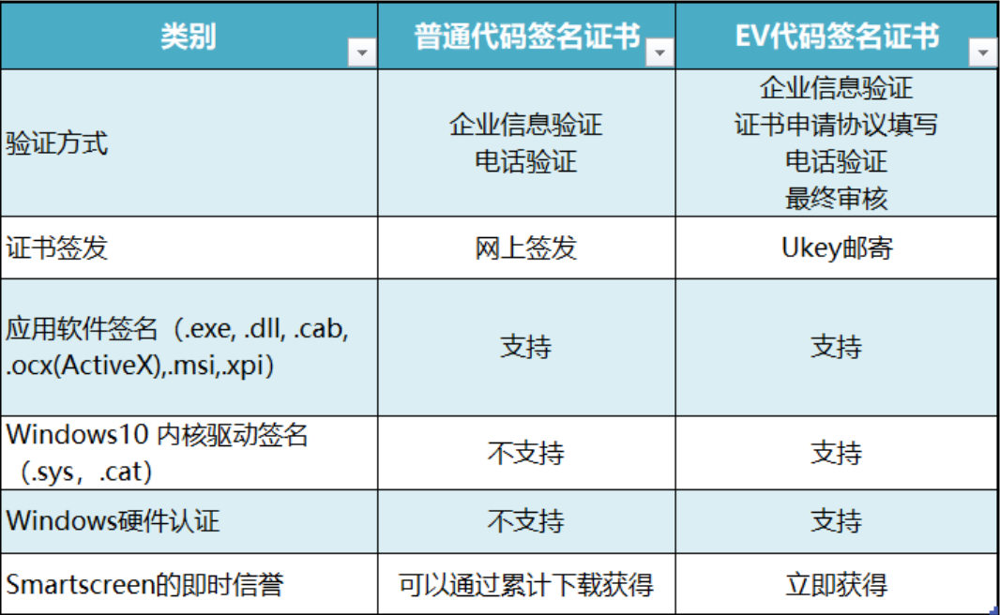 类别 普通代码签名证书 EV代码签名证书
验证方式
企业信息验证
电话验证
企业信息验证
证书申请协议填写
电话验证
最终审核
证书签发 网上签发 Ukey邮寄
应用软件签名（.exe, .dll, .cab,
.ocx(ActiveX),.msi,.xpi）
支持 支持
Windows10 内核驱动签名
（.sys，.cat）
不支持 支持
Windows硬件认证 不支持 支持
Smartscreen的即时信誉 可以通过累计下载获得 立即获得